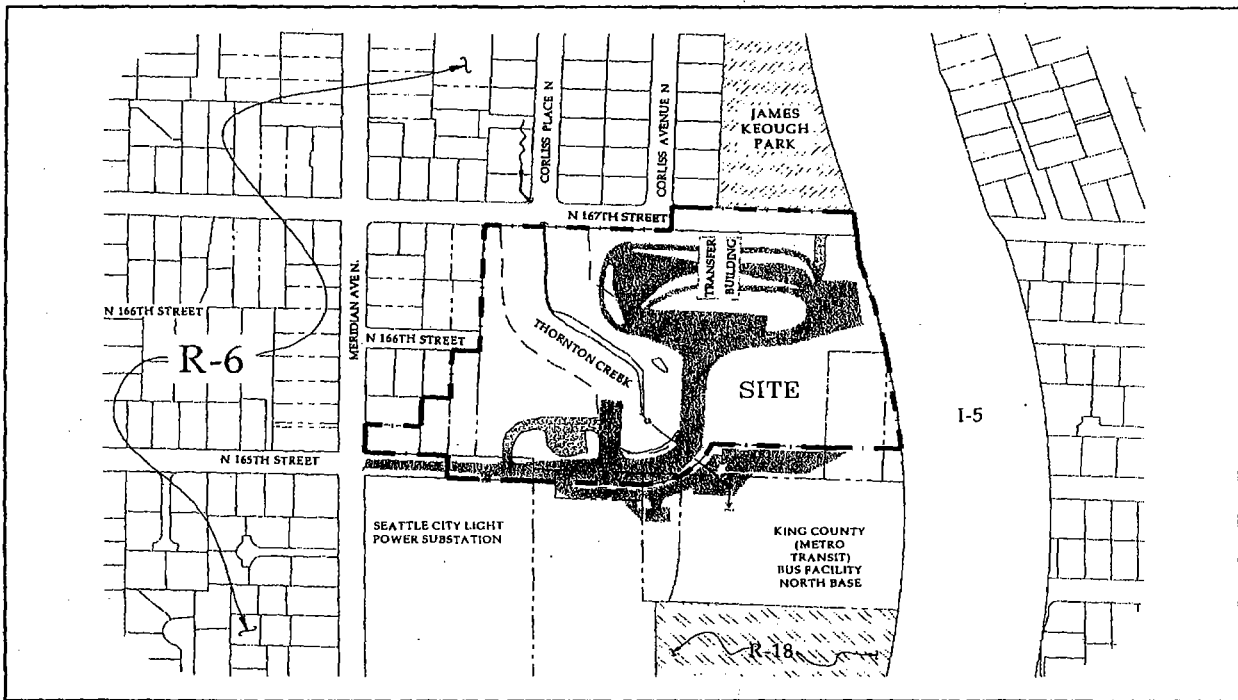 JAMES
KEOUGH
PARK
CORLISS PLACE N
CORLISS AVENUE N
N 167TH STREET
TRANSFER
BUILDING
MERIDIAN AVE N.
N 166TH STREET
N 166TH STREET
THORNTON CREEK
R-6
SITE
I-5
N 165TH STREET
SEATTLE CITY LIGHT
POWER SUBSTATION
KING COUNTY
(METRO
TRANSIT)
BUS FACILITY
NORTH BASE
R-18